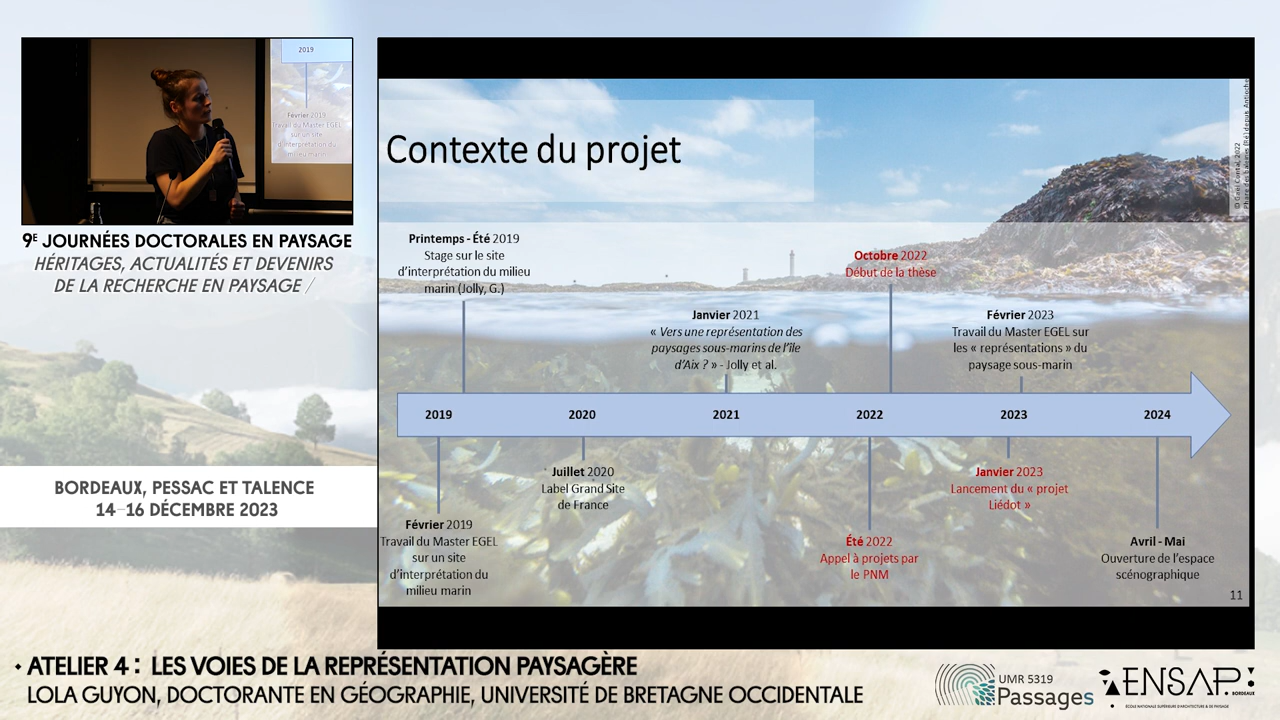 2019
Février 2019
Travail du Master EGEL
sur un site
d'interprétation du
milieu marin
9E JOURNÉES DOCTORALES EN PAYSAGE
HÉRITAGES, ACTUALITÉS ET DEVENIRS
DE LA RECHERCHE EN PAYSAGE /
BORDEAUX, PESSAC ET TALENCE
14–16 DÉCEMBRE 2023
Contexte du projet
Printemps - Été 2019
Stage sur le site
d'interprétation du milieu
marin (Jolly, G.)
Janvier 2021
« Vers une représentation des
paysages sous-marins de l'île
d'Aix ? » - Jolly et al.
Octobre 2022
Début de la thèse
Février 2023
Travail du Master EGEL sur
les « représentations » du
paysage sous-marin
2019 2020 2021 2022 2023 2024
Février 2019
Travail du Master EGEL
sur un site
d'interprétation du
milieu marin
Juillet 2020
Label Grand Site
de France
Été 2022
Appel à projets par
le PNM
Janvier 2023
Lancement du « projet
Liédot »
Avril - Mai
Ouverture de l'espace
scénographique
11
ATELIER 4 : LES VOIES DE LA REPRÉSENTATION PAYSAGÈRE
LOLA GUYON, DOCTORANTE EN GÉOGRAPHIE, UNIVERSITÉ DE BRETAGNE OCCIDENTALE
UMR 5319
Passages
ENSAP
BORDEAUX
ÉCOLE NATIONALE SUPÉRIEURE D'ARCHITECTURE & DE PAYSAGE